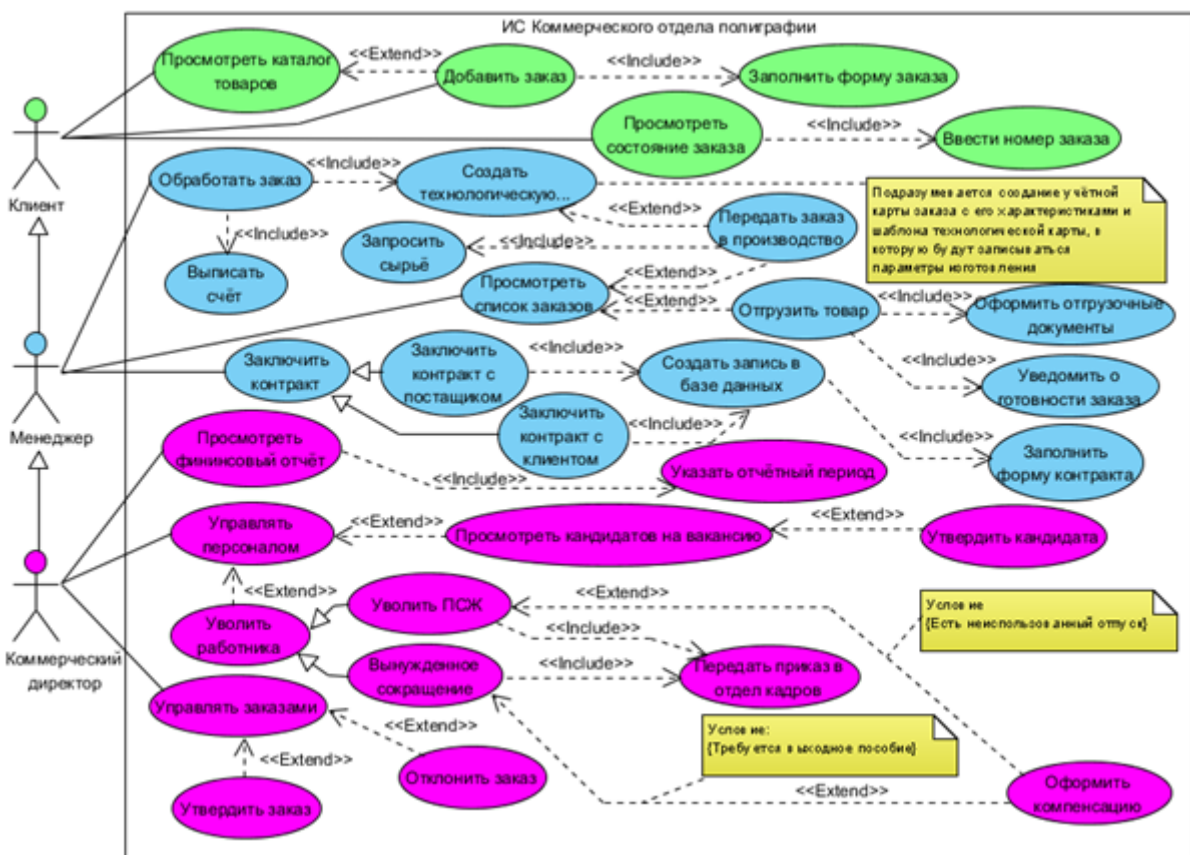 ИС Коммерческого отдела полиграфии
Просмотреть каталог
товаров
<<Extend>>
Добавить заказ
<<Include>>
Заполнить форму заказа
Просмотреть
состояние заказа
<<Include>>
Ввести номер заказа
Клиент
Обработать заказ
<<Include>>
Создать
технологическую...
Подразумевается создание учётной
карты заказа с его характеристиками и
шаблона технологической карты, в
которую будут записываться
параметры изготовления
<<Extend>>
Передать заказ
в производство
<<Include>>
Выписать
счёт
Запросить
сырьё
<<Include>>
Просмотреть
список заказов
<<Extend>>
<<Extend>>
Отгрузить товар
<<Include>>
Оформить отгрузочные
документы
Менеджер
Заключить
контракт
Заключить
контракт с
постащиком
<<Include>>
Создать запись в
базе данных
<<Include>>
Уведомить о
готовности заказа
Заключить
контракт с
клиентом
<<Include>>
<<Include>>
Заполнить
форму контракта
Просмотреть
фининсовый отчёт
<<Include>>
Указать отчётный период
Управлять
персоналом
<<Extend>>
Просмотреть кандидатов на вакансию
<<Extend>>
Утвердить кандидата
Коммерческий
директор
<<Extend>>
Уволить
работника
Уволить ПСЖ
<<Extend>>
Условие
{Есть неиспользованный отпуск}
<<Include>>
Вынужденное
сокращение
<<Include>>
Передать приказ в
отдел кадров
Управлять заказами
<<Extend>>
Условие:
{Требуется выходное пособие}
<<Extend>>
Отклонить заказ
Утвердить заказ
<<Extend>>
Оформить
компенсацию